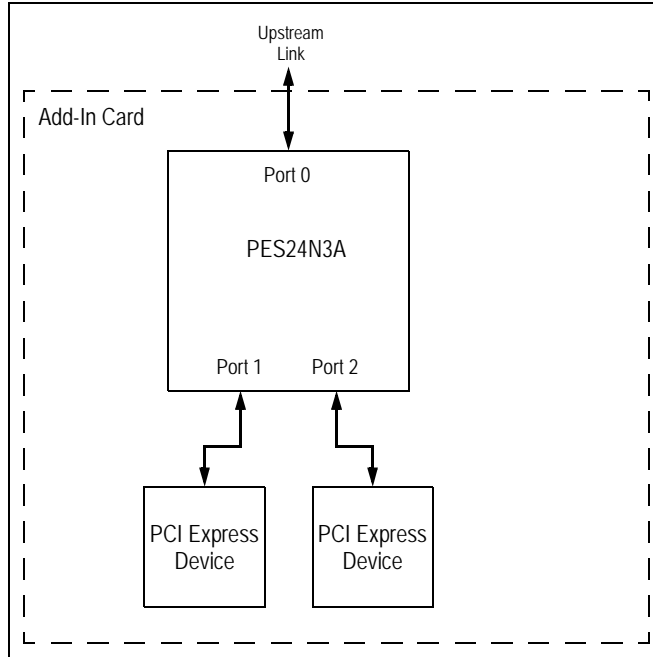 Upstream
Link
Add-In Card
Port 0
PES24N3A
Port 1 Port 2
PCI Express
Device
PCI Express
Device